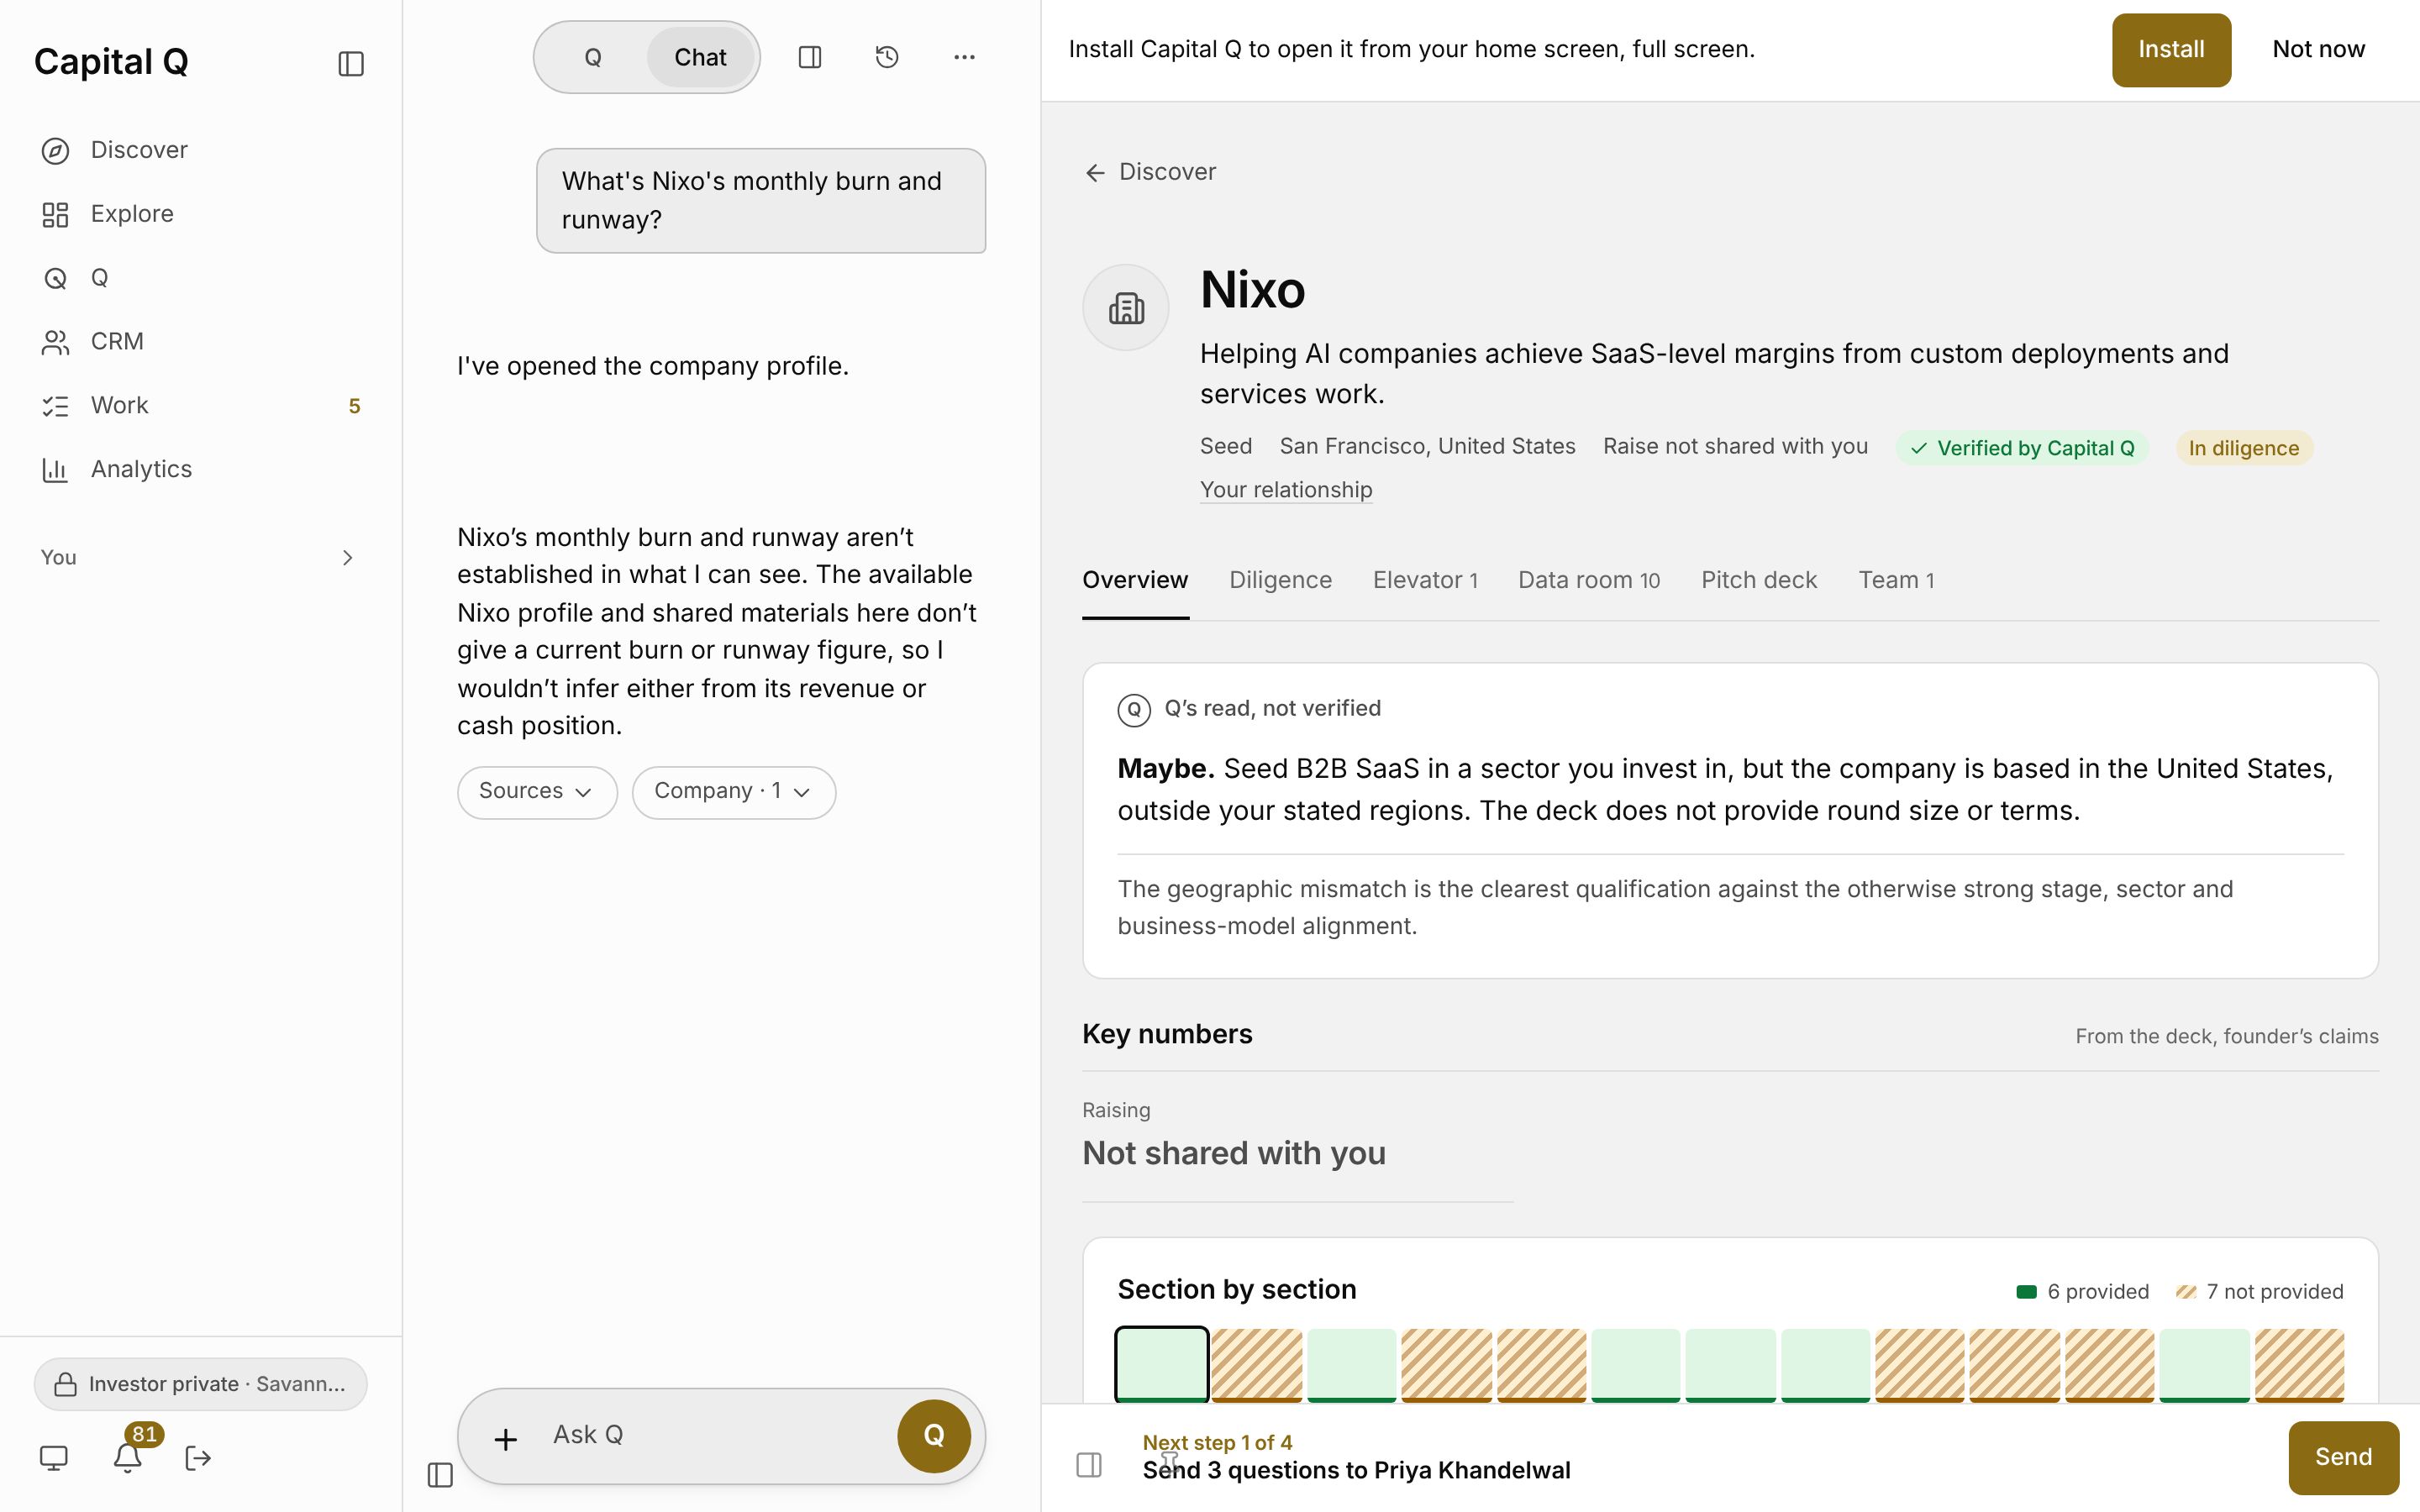 Capital Q
Discover
Explore
Q
CRM
Work 5
Analytics
You
Investor private · Savann...
81
Q Chat
What's Nixo's monthly burn and
runway?
I've opened the company profile.
Nixo’s monthly burn and runway aren’t
established in what I can see. The available
Nixo profile and shared materials here don’t
give a current burn or runway figure, so I
wouldn’t infer either from its revenue or
cash position.
Sources Company · 1
Ask Q Q
Install Capital Q to open it from your home screen, full screen. Install Not now
Discover
Nixo
Helping AI companies achieve SaaS-level margins from custom deployments and
services work.
Seed San Francisco, United States Raise not shared with you Verified by Capital Q In diligence
Your relationship
Overview Diligence Elevator 1 Data room 10 Pitch deck Team 1
Q Q’s read, not verified
Maybe. Seed B2B SaaS in a sector you invest in, but the company is based in the United States,
outside your stated regions. The deck does not provide round size or terms.
The geographic mismatch is the clearest qualification against the otherwise strong stage, sector and
business-model alignment.
Key numbers From the deck, founder’s claims
Raising
Not shared with you
Section by section 6 provided 7 not provided
Next step 1 of 4
Send 3 questions to Priya Khandelwal
Send